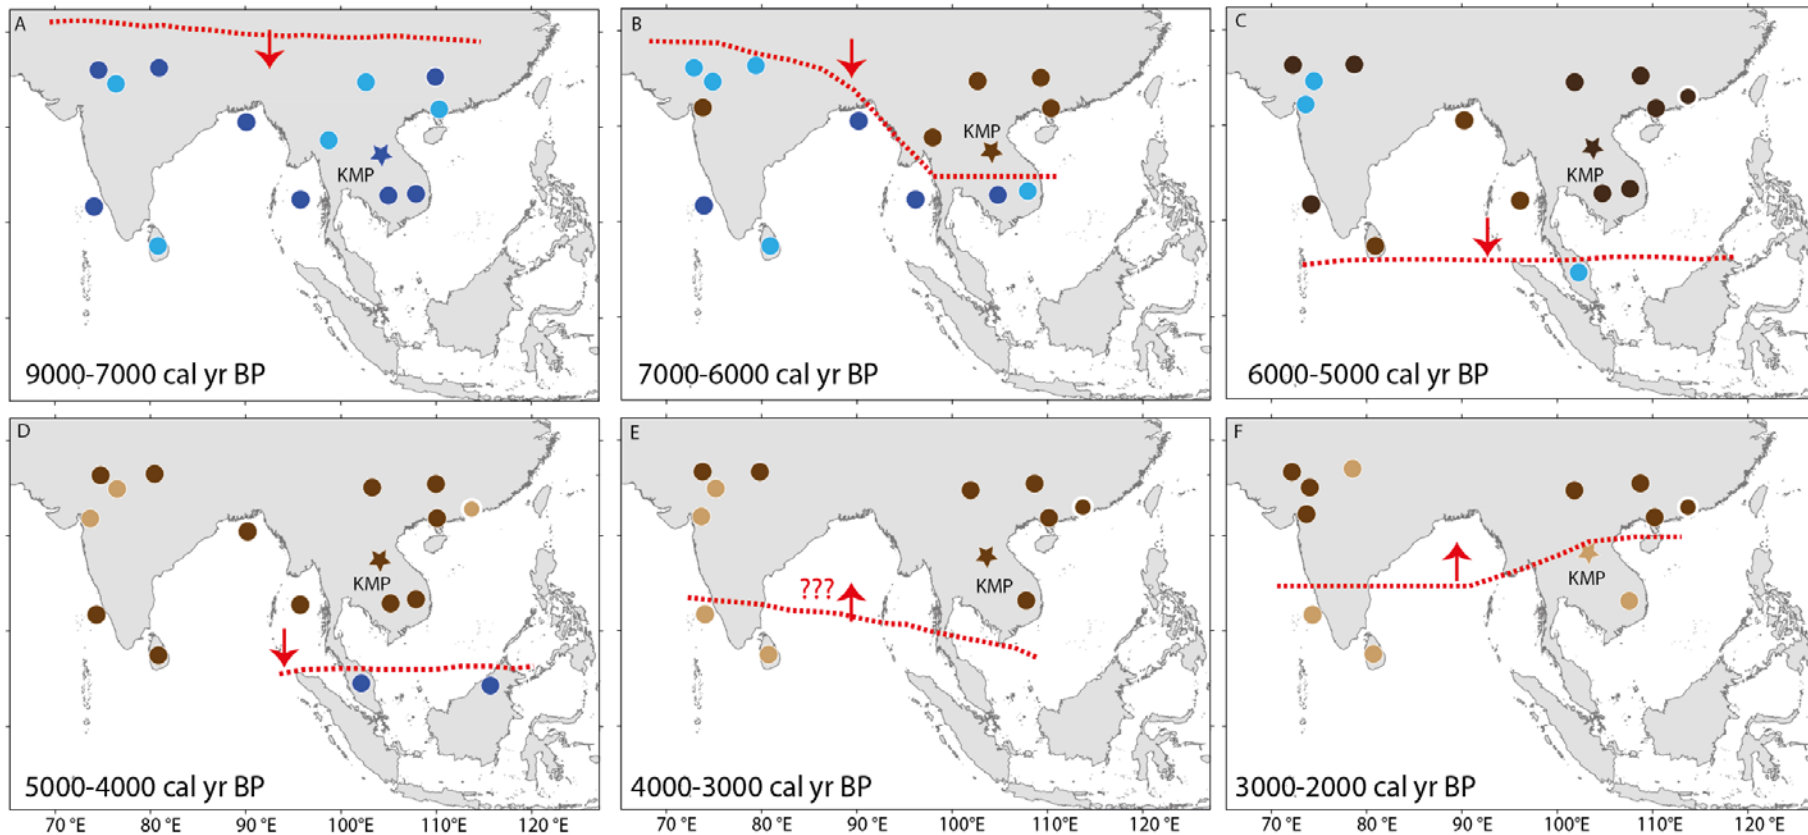 A
KMP
9000-7000 cal yr BP
B
KMP
7000-6000 cal yr BP
C
KMP
6000-5000 cal yr BP
D
KMP
5000-4000 cal yr BP
70°E 80°E 90°E 100°E 110°E 120°E
E
???
KMP
4000-3000 cal yr BP
70°E 80°E 90°E 100°E 110°E 120°E
F
KMP
3000-2000 cal yr BP
70°E 80°E 90°E 100°E 110°E 120°E